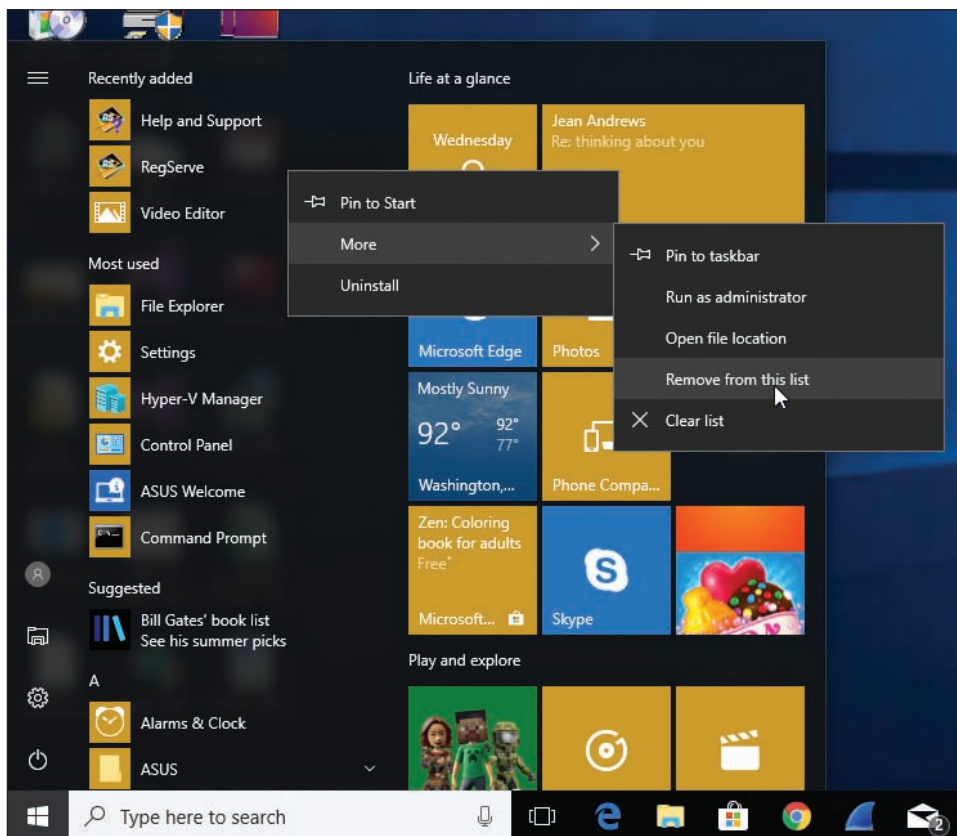 Recently added
Help and Support
RegServe
Video Editor
Most used
File Explorer
Settings
Hyper-V Manager
Control Panel
ASUS Welcome
Command Prompt
Suggested
Bill Gates' book list
See his summer picks
A
Alarms & Clock
ASUS
Life at a glance
Wednesday
Jean Andrews
Re: thinking about you
Pin to Start
More
Uninstall
Pin to taskbar
Run as administrator
Open file location
Remove from this list
Clear list
Microsoft Edge
Photos
Mostly Sunny
92° 92°
77°
Washington,...
Phone Compa...
Zen: Coloring
book for adults
Free*
Microsoft...
Skype
Play and explore
Type here to search
2